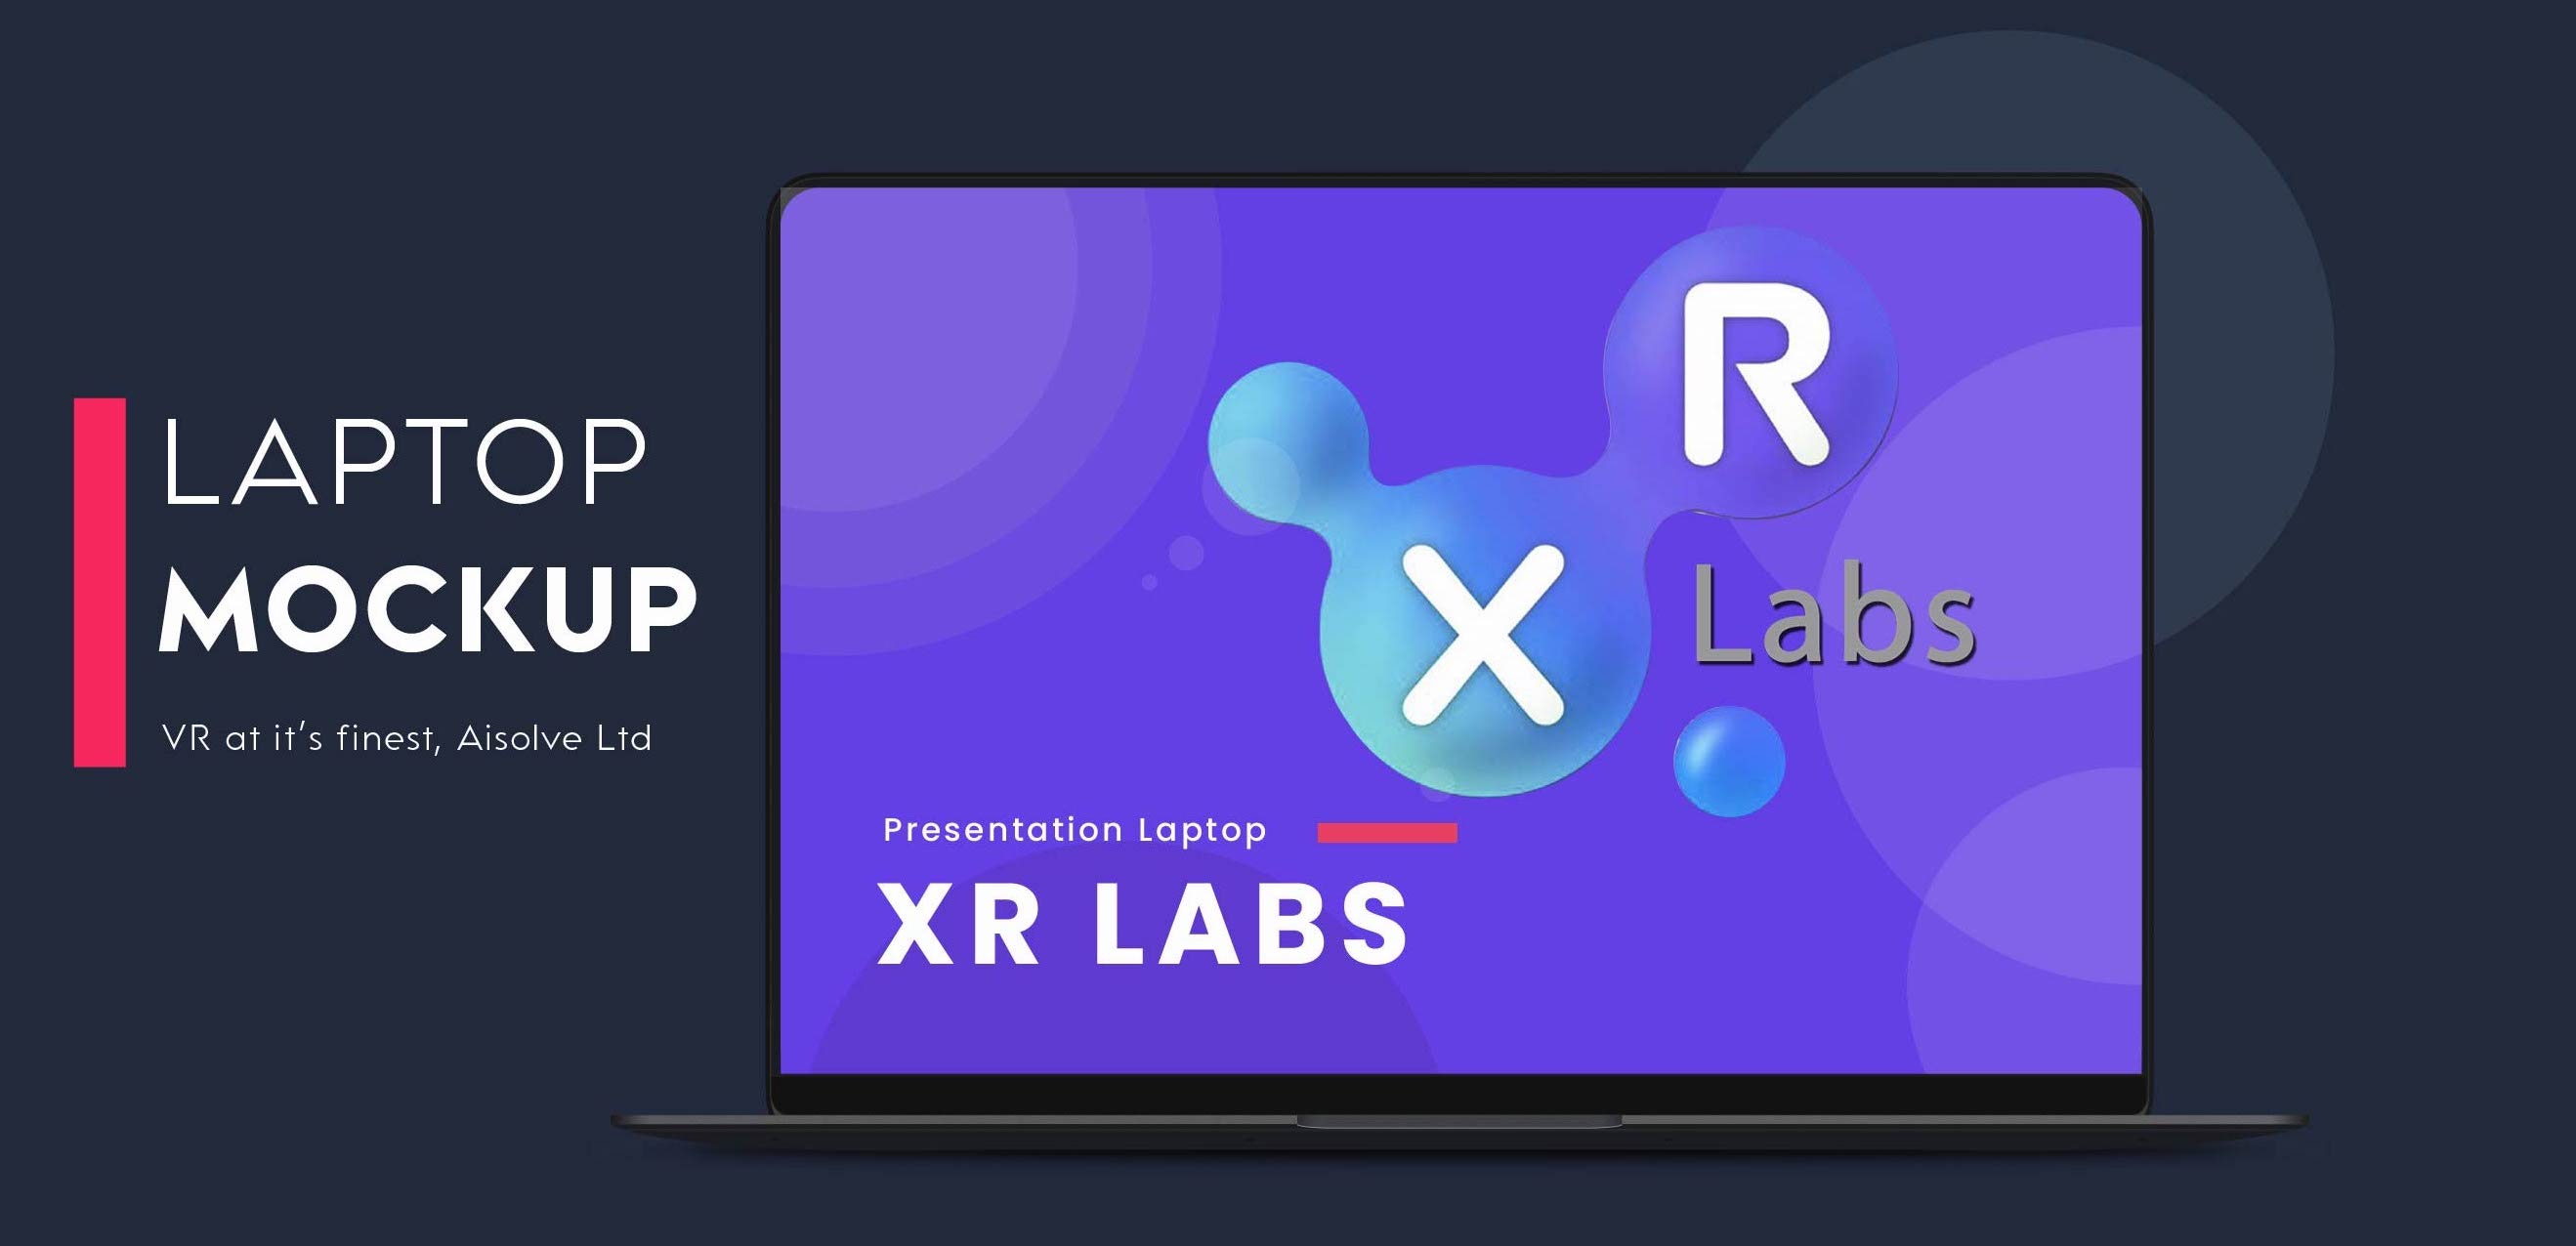 LAPTOP
MOCKUP
VR at it's finest, Aisolve Ltd
R
X
Labs
Presentation Laptop
XR LABS